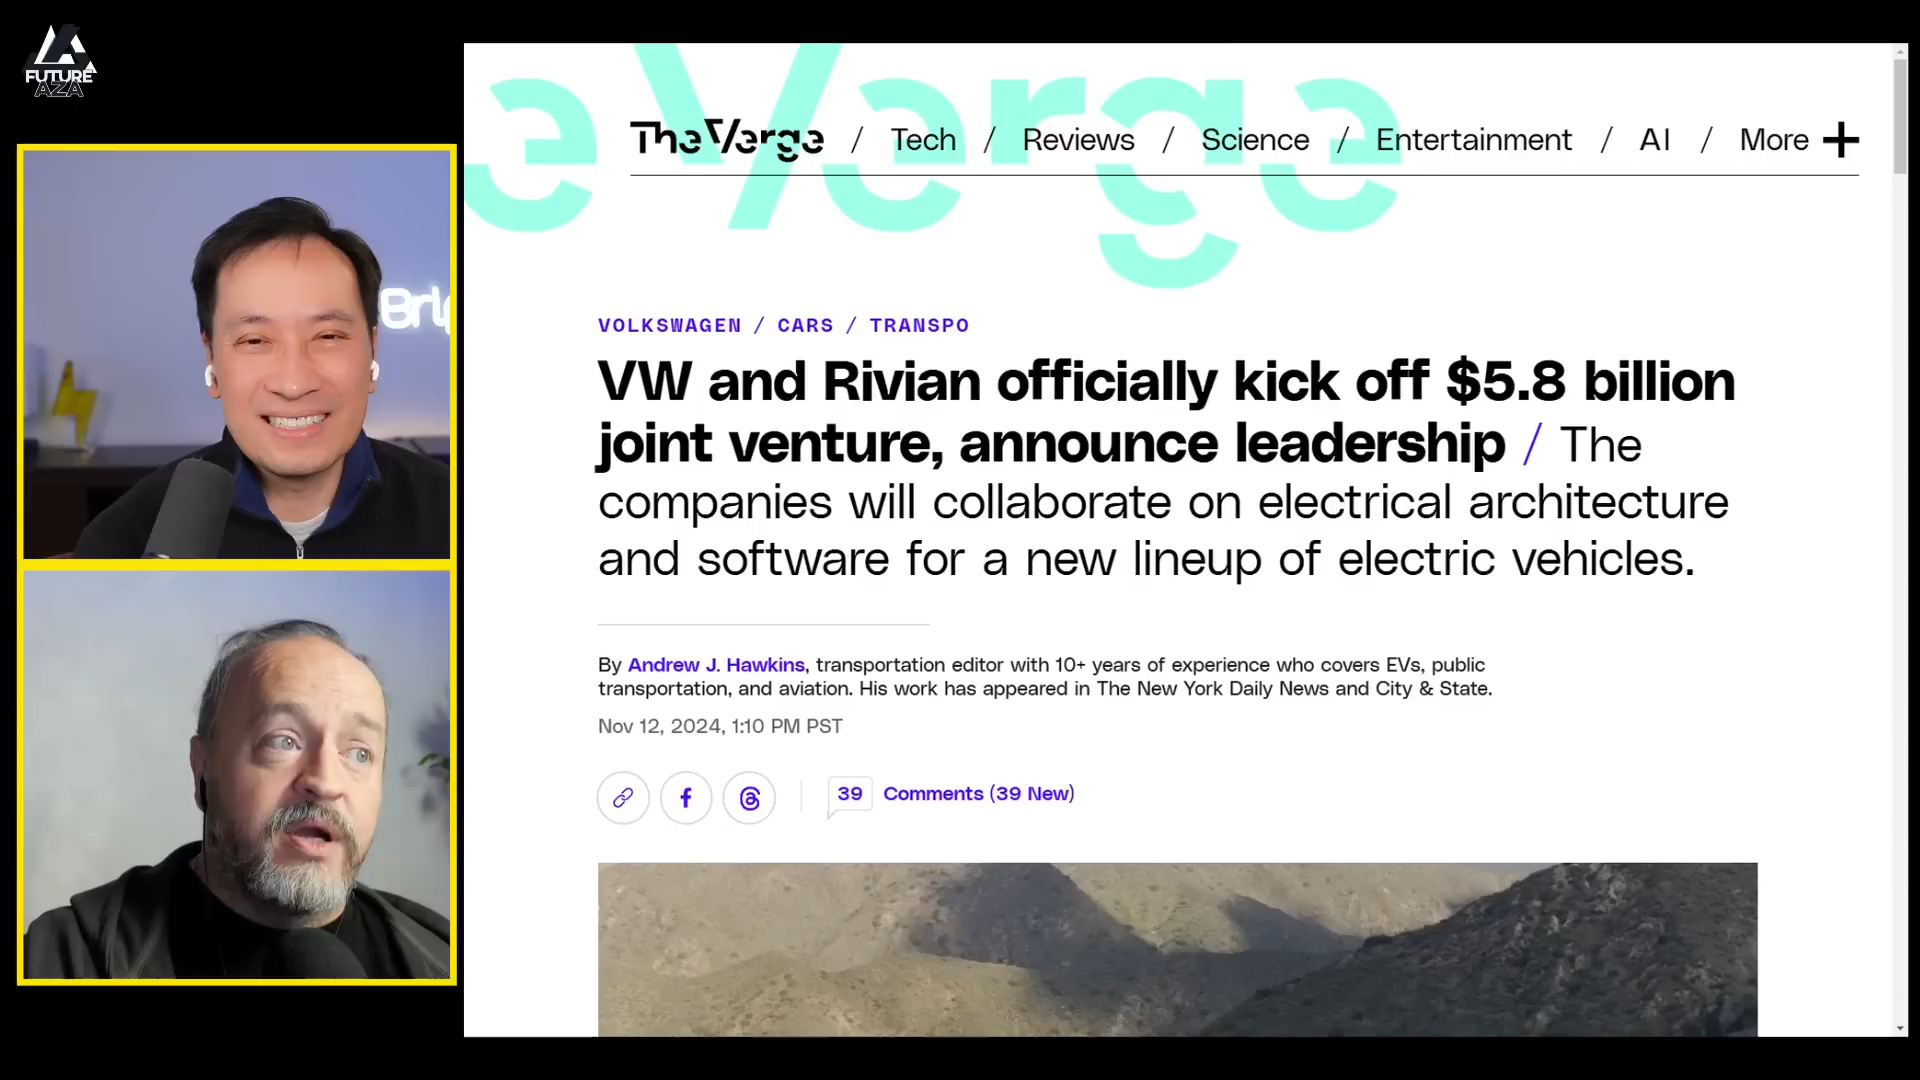 FUTURE
AZA
Brig
e Verge
The Verge / Tech / Reviews / Science / Entertainment / AI / More +
VOLKSWAGEN / CARS / TRANSPO
VW and Rivian officially kick off $5.8 billion
joint venture, announce leadership / The
companies will collaborate on electrical architecture
and software for a new lineup of electric vehicles.
By Andrew J. Hawkins, transportation editor with 10+ years of experience who covers EVs, public
transportation, and aviation. His work has appeared in The New York Daily News and City & State.
Nov 12, 2024, 1:10 PM PST
39 Comments (39 New)